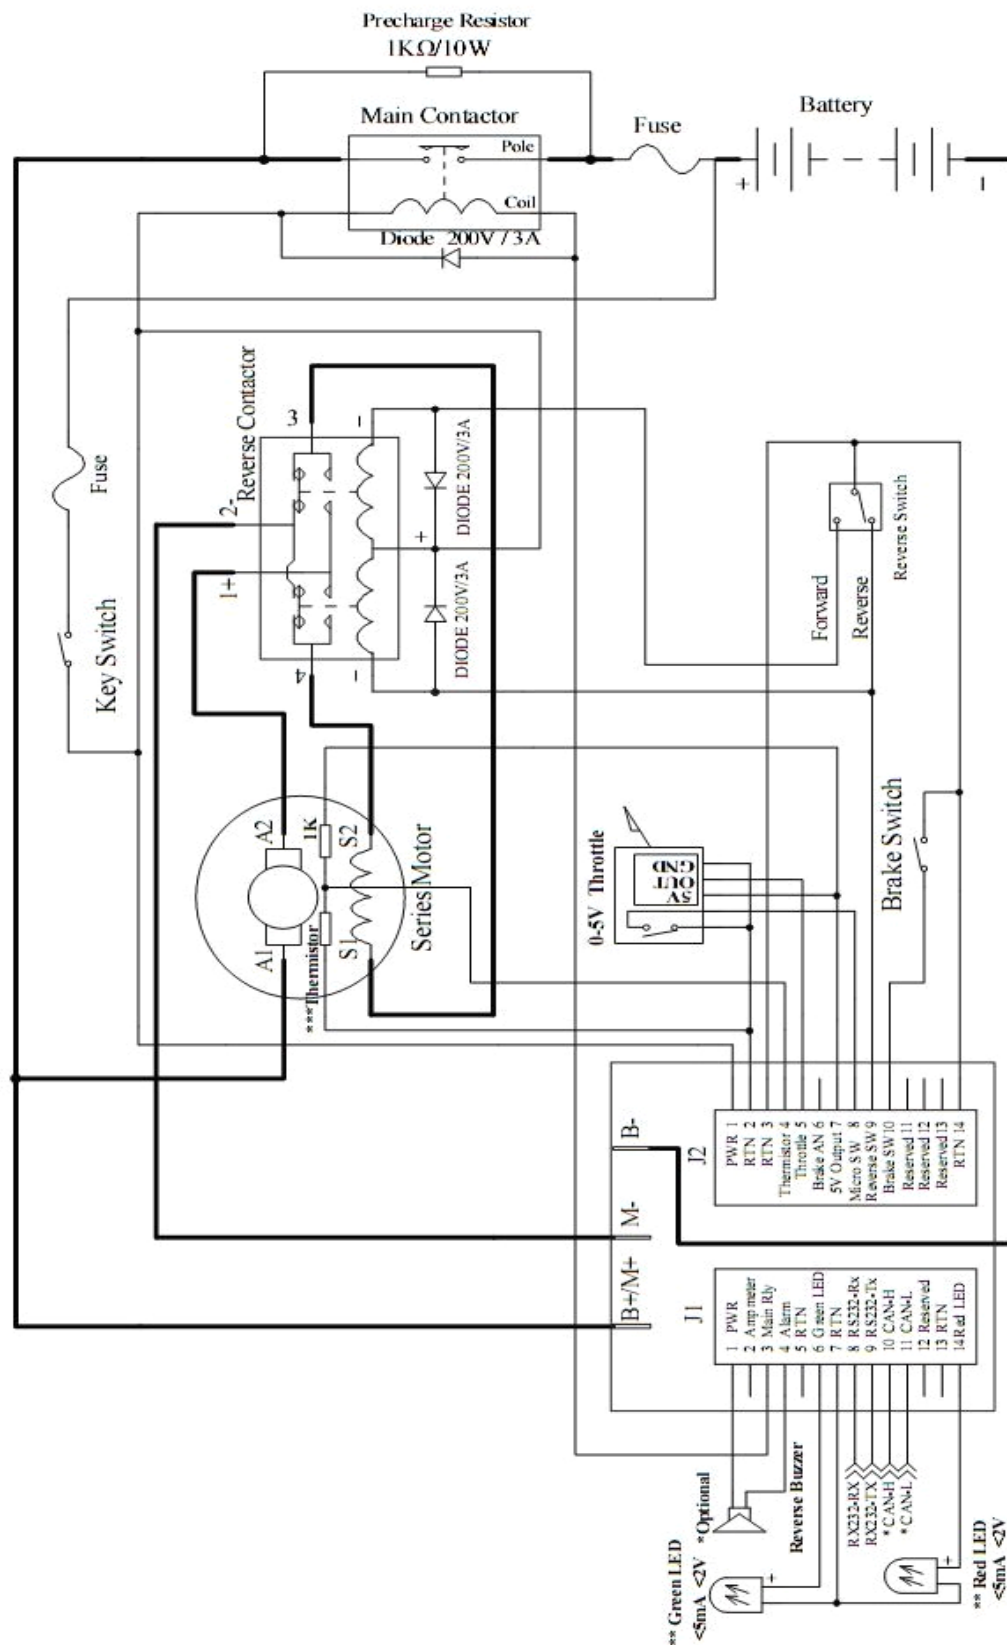 Precharge Resistor
1KΩ/10W
Main Contactor
Pole
Coil
Fuse
Battery
+
−
Diode 200V / 3A
Fuse
Key Switch
Reverse Contactor
1+
2-
3
4
−
+
−
DIODE 200V/3A
DIODE 200V/3A
Reverse Switch
Forward
Reverse
Series Motor
A1
A2
S1
S2
1K
***Thermistor
0-5V Throttle
5V
OUT
GND
Brake Switch
B+/M+
M-
B-
J2
PWR 1
RTN 2
RTN 3
Thermistor 4
Throttle 5
Brake AN 6
5V Output 7
Micro SW 8
Reverse SW 9
Brake SW 10
Reserved 11
Reserved 12
Reserved 13
RTN 14
J1
1 PWR
2 Ampmeter
3 Main Rly
4 Alarm
5 RTN
6 Green LED
7 RTN
8 RS232-Rx
9 RS232-Tx
10 CAN-H
11 CAN-L
12 Reserved
13 RTN
14 Red LED
*Optional
Reverse Buzzer
RX232-RX
RX232-TX
*CAN-H
*CAN-L
** Green LED
<5mA <2V
+
** Red LED
<5mA <2V
+